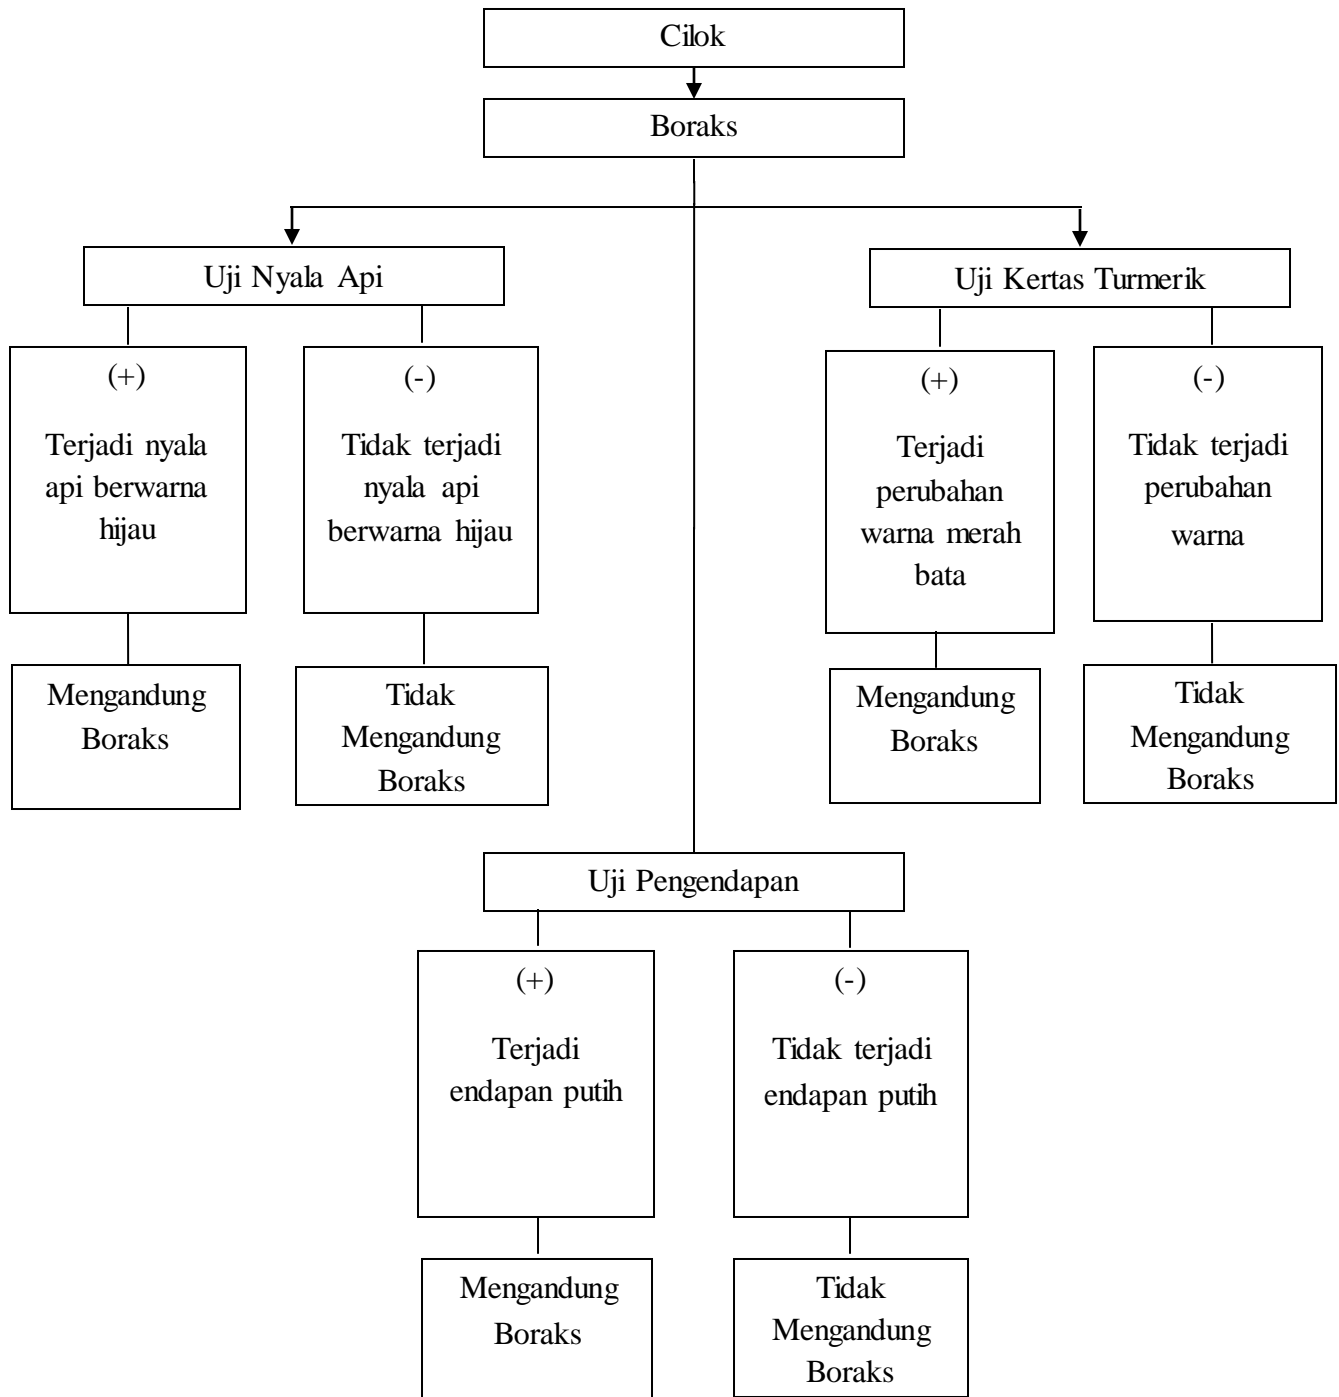 Cilok
Boraks
Uji Nyala Api
(+)
Terjadi nyala
api berwarna
hijau
Mengandung
Boraks
(-)
Tidak terjadi
nyala api
berwarna hijau
Tidak
Mengandung
Boraks
Uji Kertas Turmerik
(+)
Terjadi
perubahan
warna merah
bata
Mengandung
Boraks
(-)
Tidak terjadi
perubahan
warna
Tidak
Mengandung
Boraks
Uji Pengendapan
(+)
Terjadi
endapan putih
Mengandung
Boraks
(-)
Tidak terjadi
endapan putih
Tidak
Mengandung
Boraks